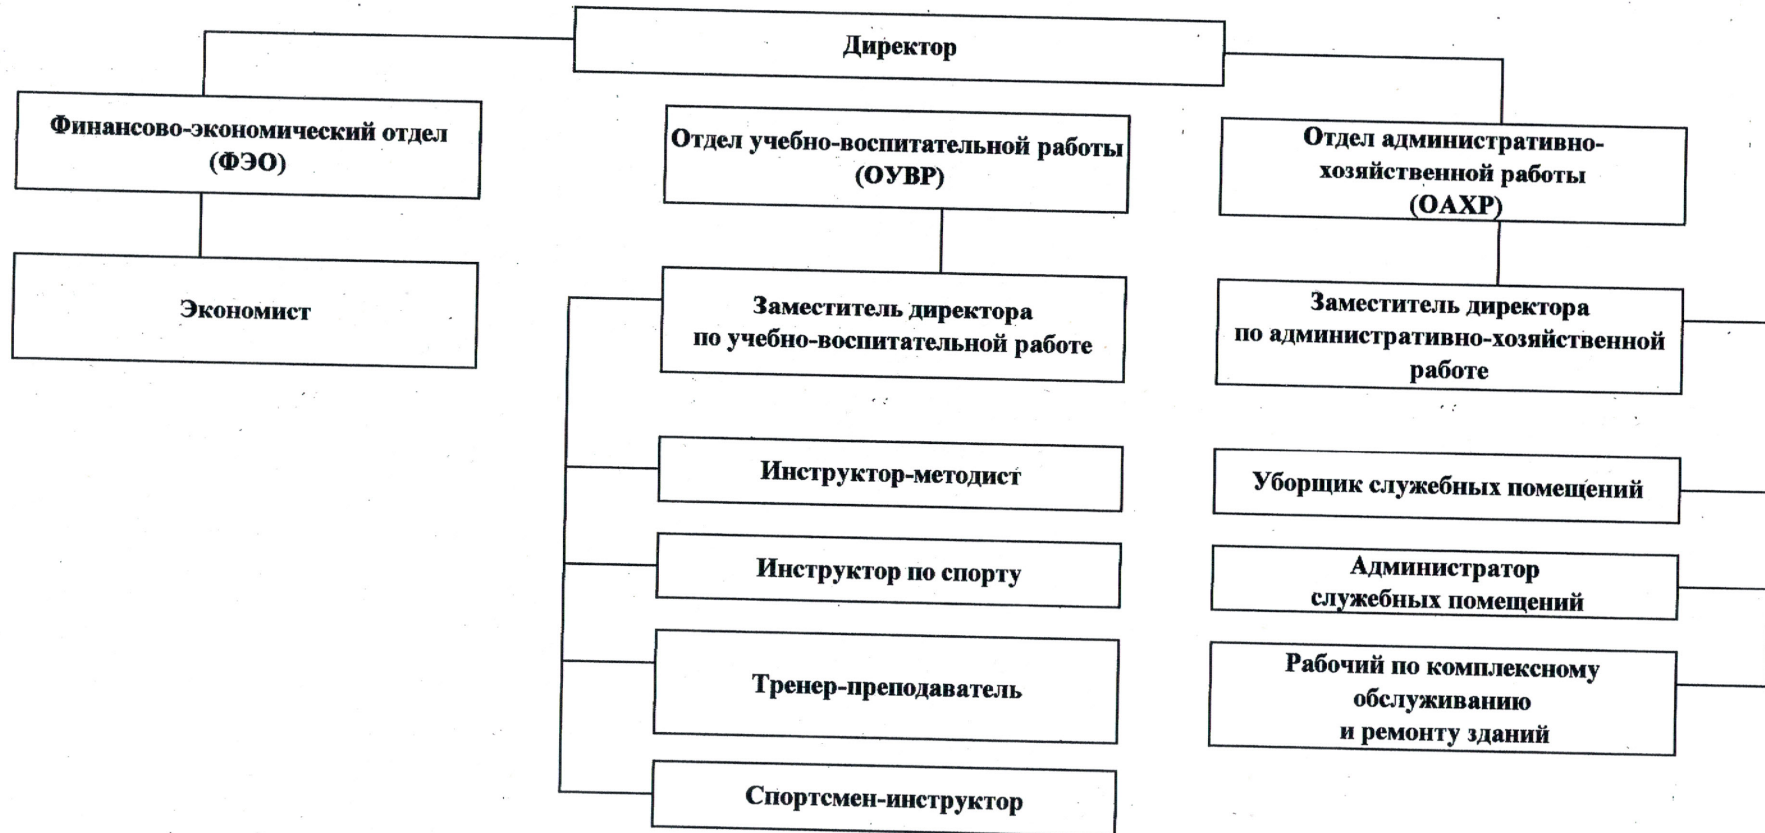 Директор
Финансово-экономический отдел
(ФЭО)
Отдел учебно-воспитательной работы
(ОУВР)
Отдел административно-
хозяйственной работы
(ОАХР)
Экономист
Заместитель директора
по учебно-воспитательной работе
Заместитель директора
по административно-хозяйственной
работе
Инструктор-методист
Уборщик служебных помещений
Инструктор по спорту
Администратор
служебных помещений
Тренер-преподаватель
Рабочий по комплексному
обслуживанию
и ремонту зданий
Спортсмен-инструктор